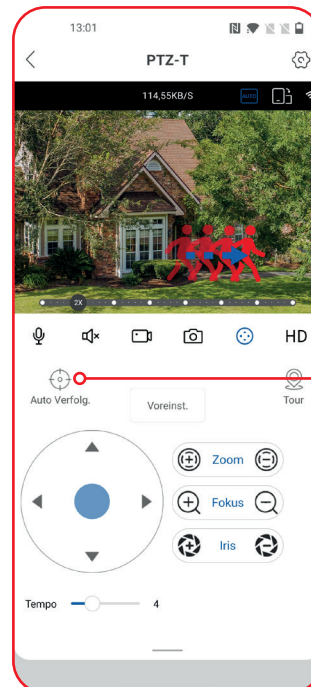 13:01
PTZ-T
114,55KB/S AUTO
2X
HD
Auto Verfolg. Voreinst. Tour
Zoom
Fokus
Iris
Tempo 4